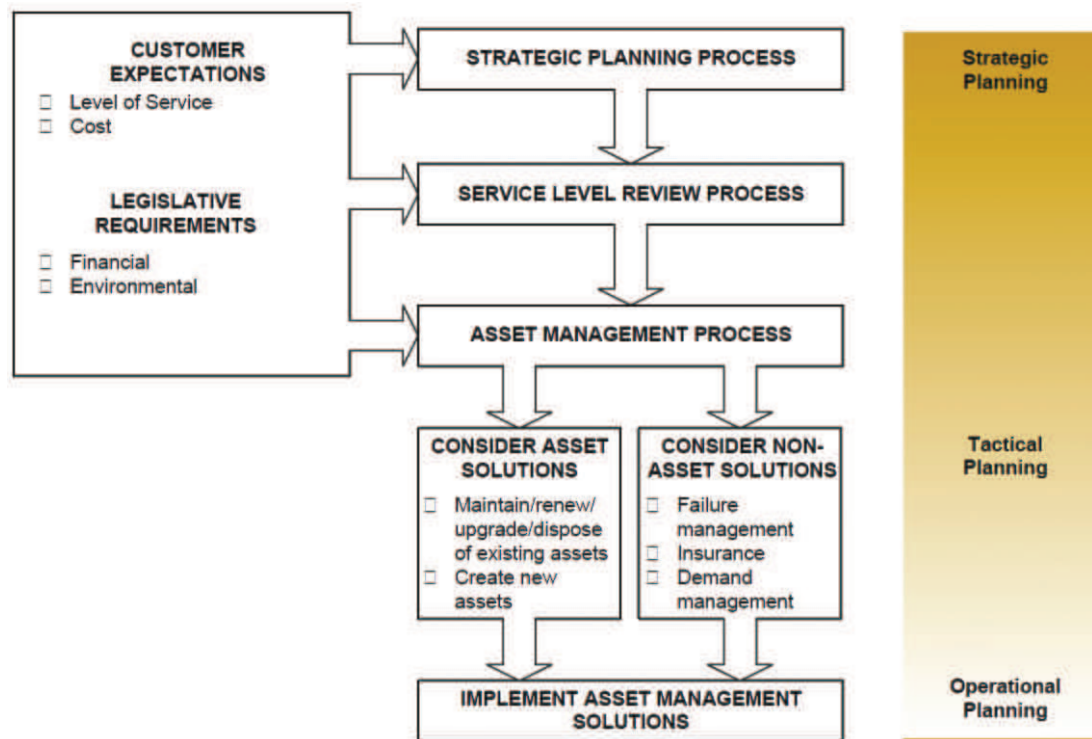 CUSTOMER
EXPECTATIONS
Level of Service
Cost
LEGISLATIVE
REQUIREMENTS
Financial
Environmental
STRATEGIC PLANNING PROCESS
SERVICE LEVEL REVIEW PROCESS
ASSET MANAGEMENT PROCESS
CONSIDER ASSET
SOLUTIONS
Maintain/renew/
upgrade/dispose
of existing assets
Create new
assets
CONSIDER NON-
ASSET SOLUTIONS
Failure
management
Insurance
Demand
management
IMPLEMENT ASSET MANAGEMENT
SOLUTIONS
Strategic
Planning
Tactical
Planning
Operational
Planning